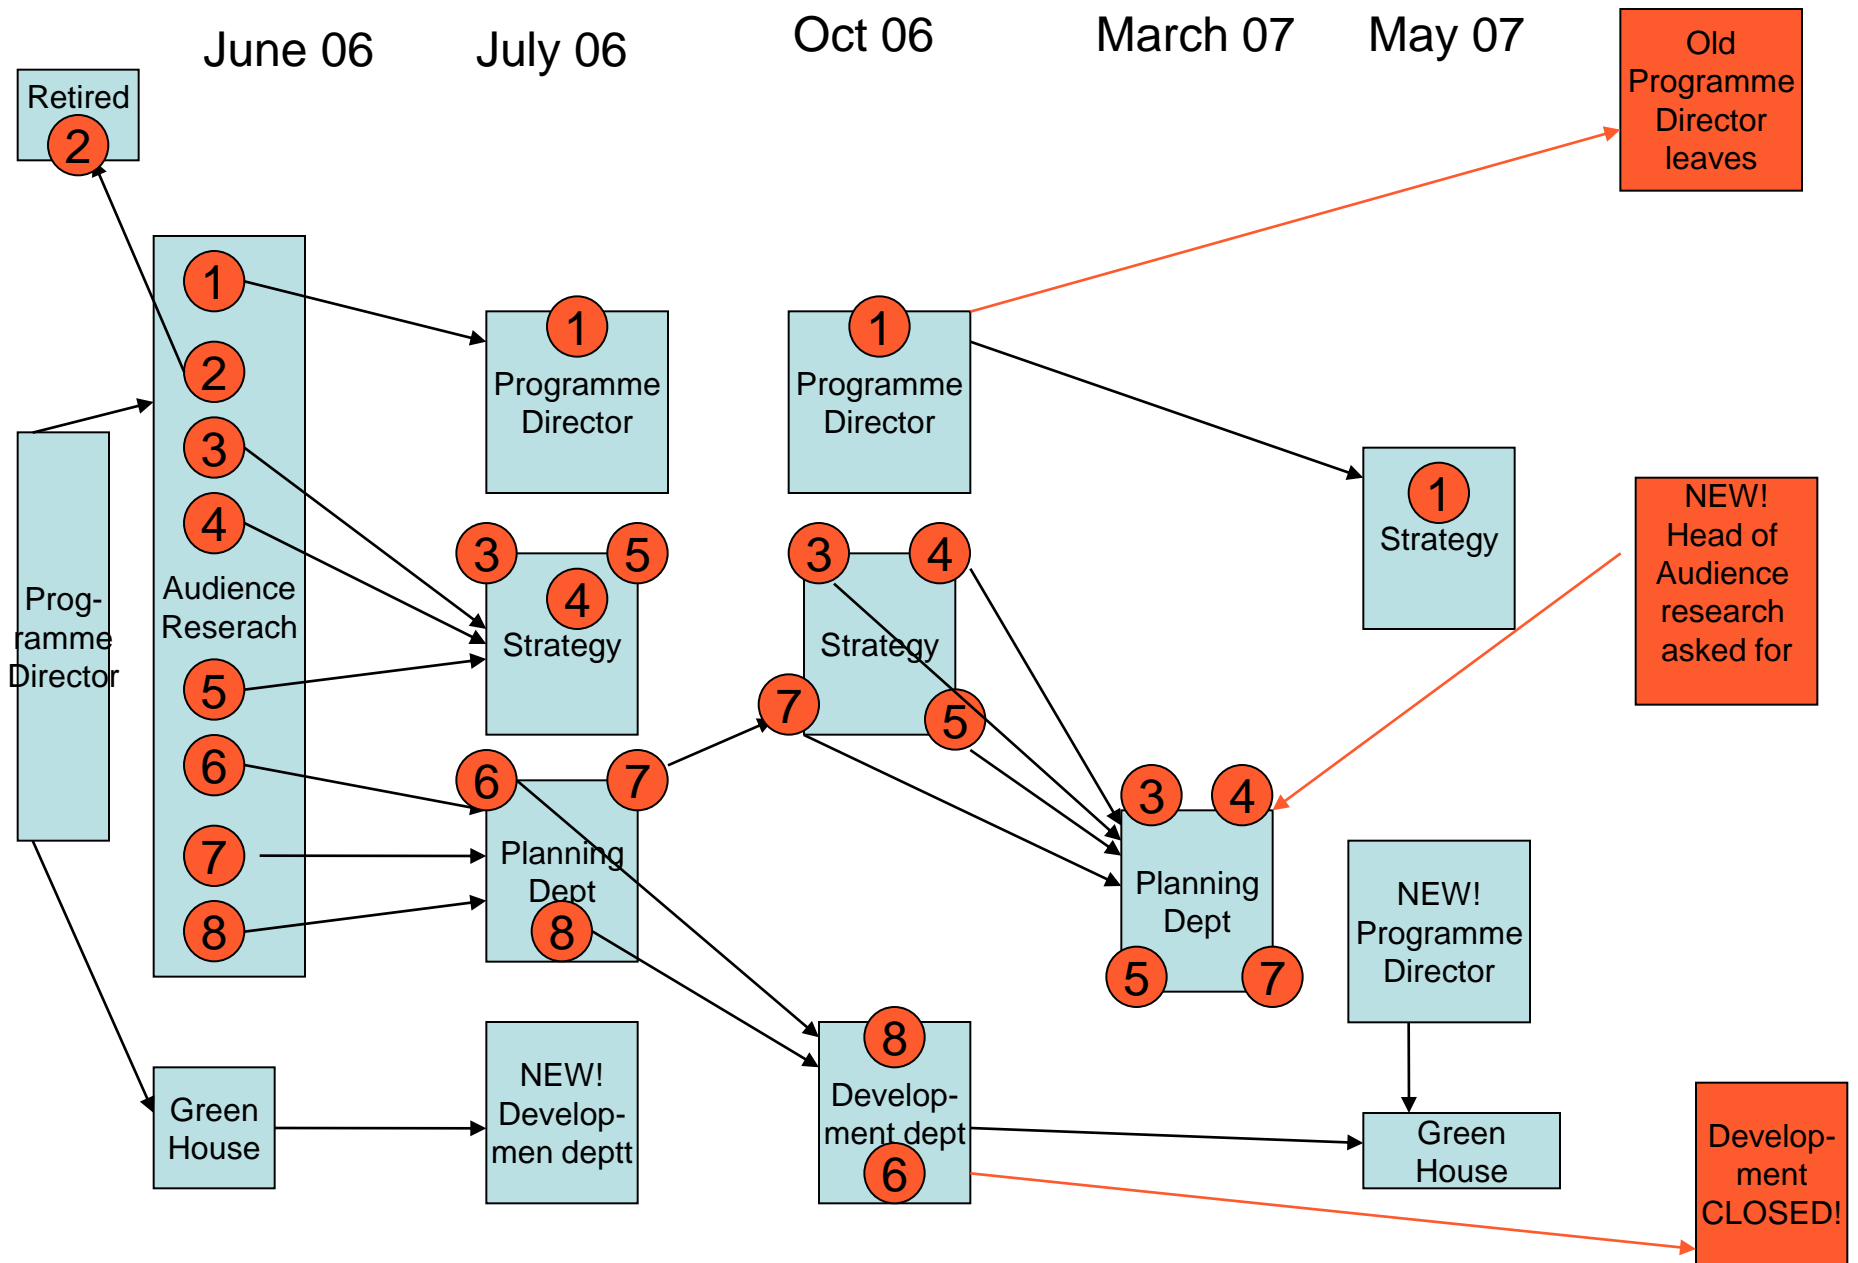 June 06
July 06
Oct 06
March 07
May 07
Retired
2
Old
Programme
Director
leaves
Prog-
ramme
Director
1
2
3
4
Audience
Reserach
5
6
7
8
Green
House
1
Programme
Director
3
5
4
Strategy
6
7
Planning
Dept
8
NEW!
Develop-
men deptt
1
Programme
Director
3
4
Strategy
7
5
8
Develop-
ment dept
6
3
4
Planning
Dept
5
7
1
Strategy
NEW!
Programme
Director
Green
House
NEW!
Head of
Audience
research
asked for
Develop-
ment
CLOSED!